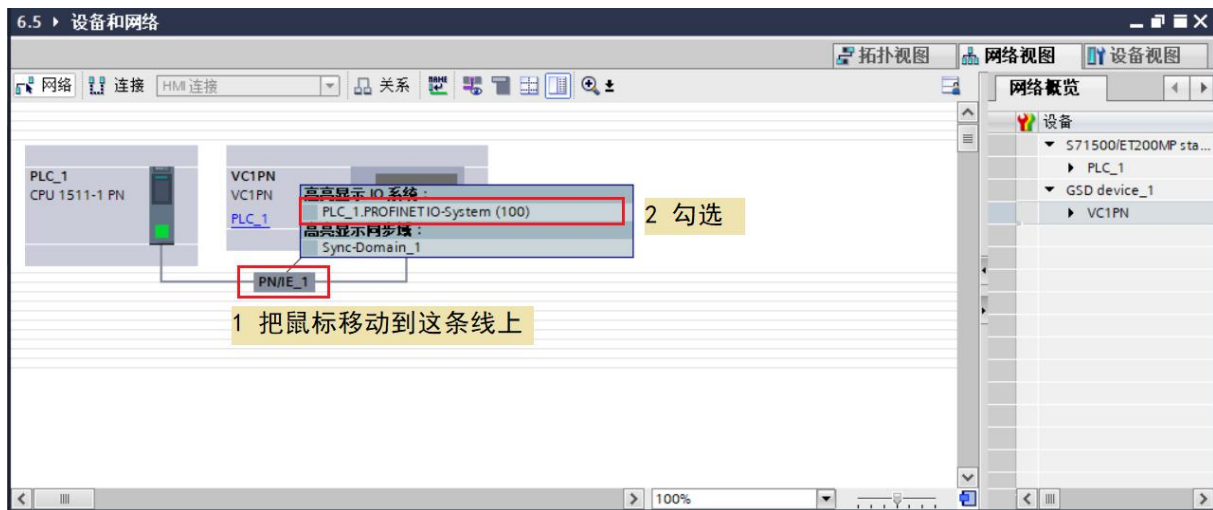 6.5 ▸ 设备和网络
拓扑视图 网络视图 设备视图
网络 连接 HMI 连接 关系
网络概览
设备
S71500/ET200MP sta...
PLC_1
GSD device_1
VC1PN
PLC_1
CPU 1511-1 PN
VC1PN
VC1PN
PLC_1
高亮显示 IO 系统：
PLC_1.PROFINET IO-System (100)
高亮显示同步域：
Sync-Domain_1
2 勾选
PN/IE_1
1 把鼠标移动到这条线上
100%